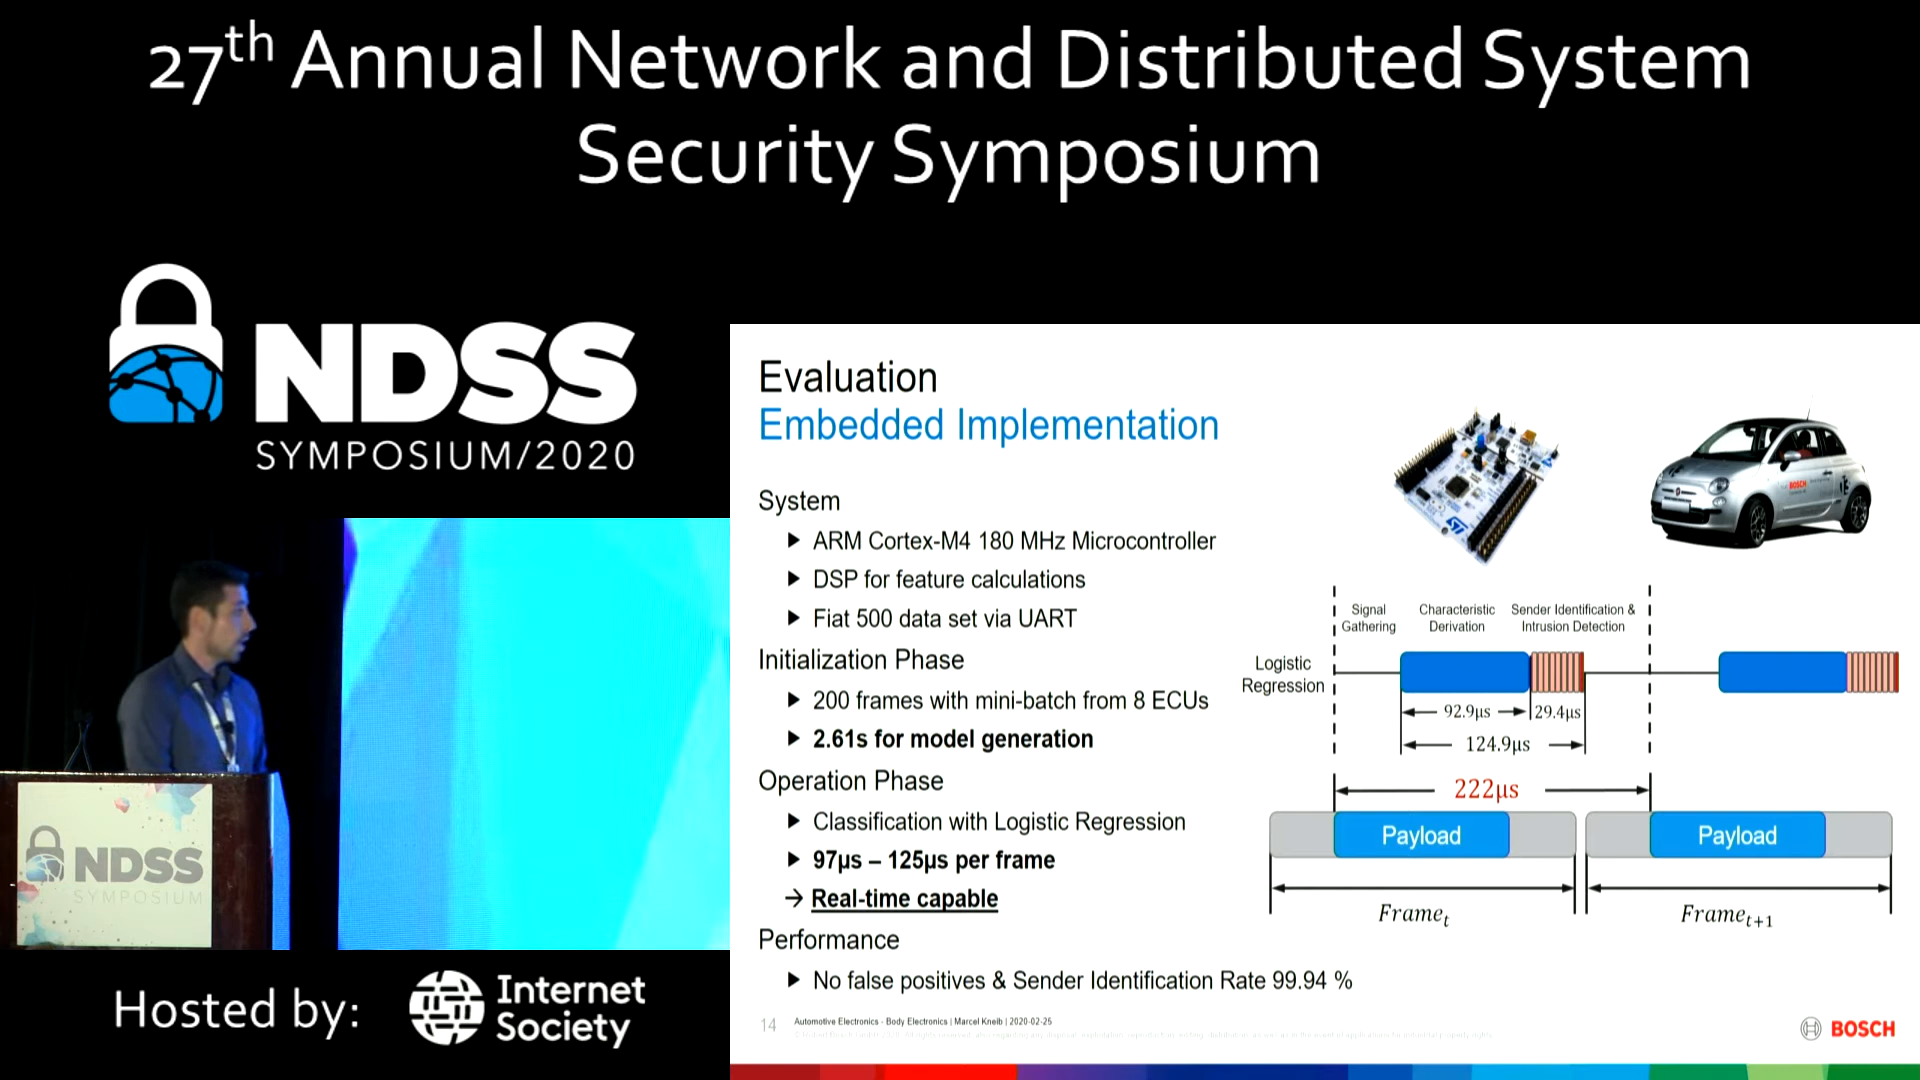 27th Annual Network and Distributed System
Security Symposium
NDSS
SYMPOSIUM/2020
NDSS
SYMPOSIUM
Hosted by:
Internet
Society
Evaluation
Embedded Implementation
System
ARM Cortex-M4 180 MHz Microcontroller
DSP for feature calculations
Fiat 500 data set via UART
Initialization Phase
200 frames with mini-batch from 8 ECUs
2.61s for model generation
Operation Phase
Classification with Logistic Regression
97µs – 125µs per frame
→ Real-time capable
Performance
No false positives & Sender Identification Rate 99.94 %
BOSCH
Signal
Gathering
Characteristic
Derivation
Sender Identification &
Intrusion Detection
Logistic
Regression
92.9µs
29.4µs
124.9µs
222µs
Payload
Payload
Frame t
Frame t+1
14
Automotive Electronics - Body Electronics | Marcel Kneib | 2020-02-25
BOSCH